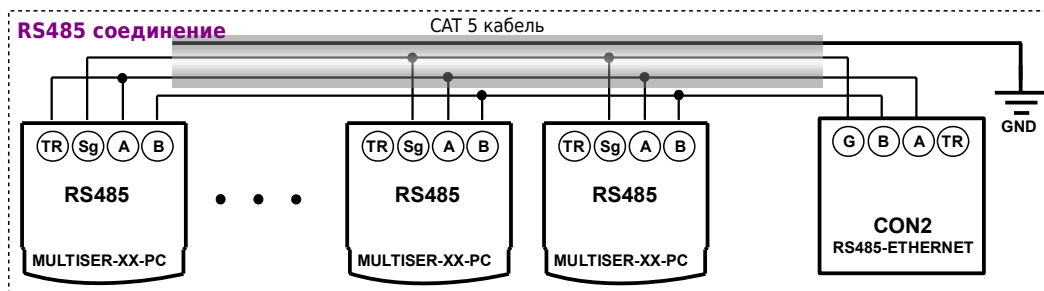 RS485 соединение
CAT 5 кабель
GND
TR Sg A B
TR Sg A B
TR Sg A B
G B A TR
RS485
RS485
RS485
CON2
RS485-ETHERNET
MULTISER-XX-PC
MULTISER-XX-PC
MULTISER-XX-PC